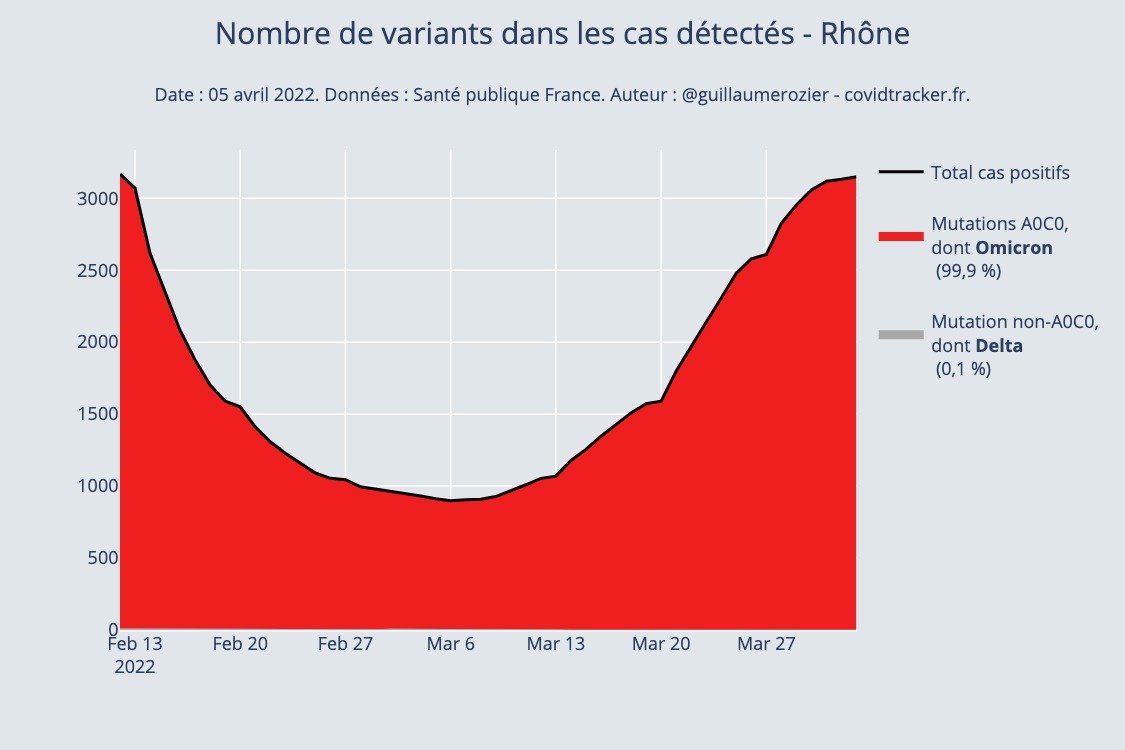 Nombre de variants dans les cas détectés - Rhône
Date : 05 avril 2022. Données : Santé publique France. Auteur : @guillaumerozier - covidtracker.fr.
Total cas positifs
Mutations A0C0,
dont Omicron
(99,9 %)
Mutation non-A0C0,
dont Delta
(0,1 %)
3000
2500
2000
1500
1000
500
0
Feb 13 Feb 20 Feb 27 Mar 6 Mar 13 Mar 20 Mar 27
2022